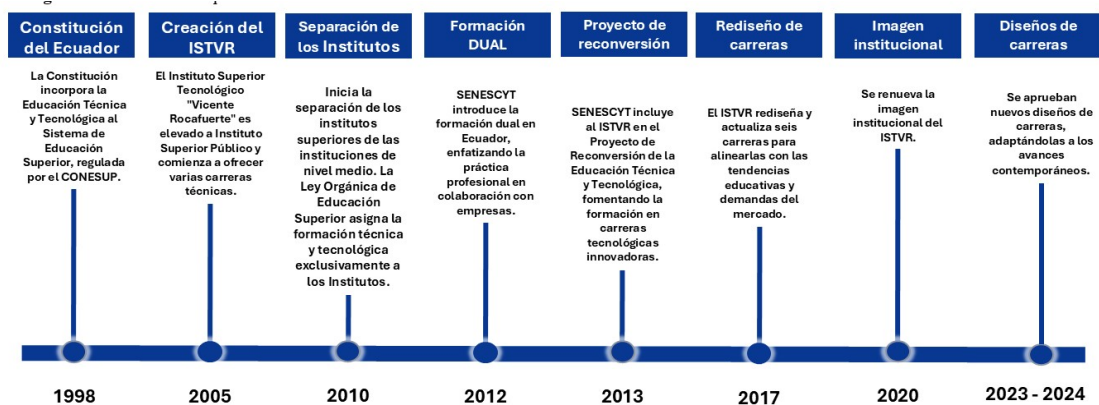 Constitución
del Ecuador
La Constitución
incorpora la
Educación Técnica
y Tecnológica al
Sistema de
Educación
Superior, regulada
por el CONESUP.
1998
Creación del
ISTVR
El Instituto Superior
Tecnológico
"Vicente
Rocafuerte" es
elevado a Instituto
Superior Público y
comienza a ofrecer
varias carreras
técnicas.
2005
Separación de
los Institutos
Inicia la
separación de los
institutos
superiores de las
instituciones de
nivel medio. La
Ley Orgánica de
Educación
Superior asigna la
formación técnica
y tecnológica
exclusivamente a
los Institutos.
2010
Formación
DUAL
SENESCYT
introduce la
formación dual en
Ecuador,
enfatizando la
práctica
profesional en
colaboración con
empresas.
2012
Proyecto de
reconversión
SENESCYT incluye
al ISTVR en el
Proyecto de
Reconversión de la
Educación Técnica
y Tecnológica,
fomentando la
formación en
carreras
tecnológicas
innovadoras.
2013
Rediseño de
carreras
El ISTVR rediseña y
actualiza seis
carreras para
alinearlas con las
tendencias
educativas y
demandas del
mercado.
2017
Imagen
institucional
Se renueva la
imagen
institucional del
ISTVR.
2020
Diseños de
carreras
Se aprueban
nuevos diseños de
carreras,
adaptándolas a los
avances
contemporáneos.
2023 - 2024